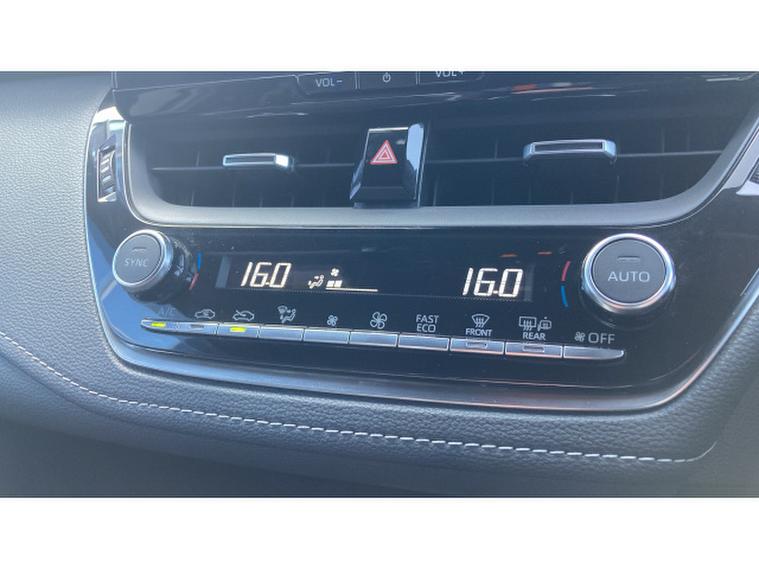 VOL− VOL+
SYNC 16.0 16.0 AUTO
A/C FAST ECO FRONT REAR OFF